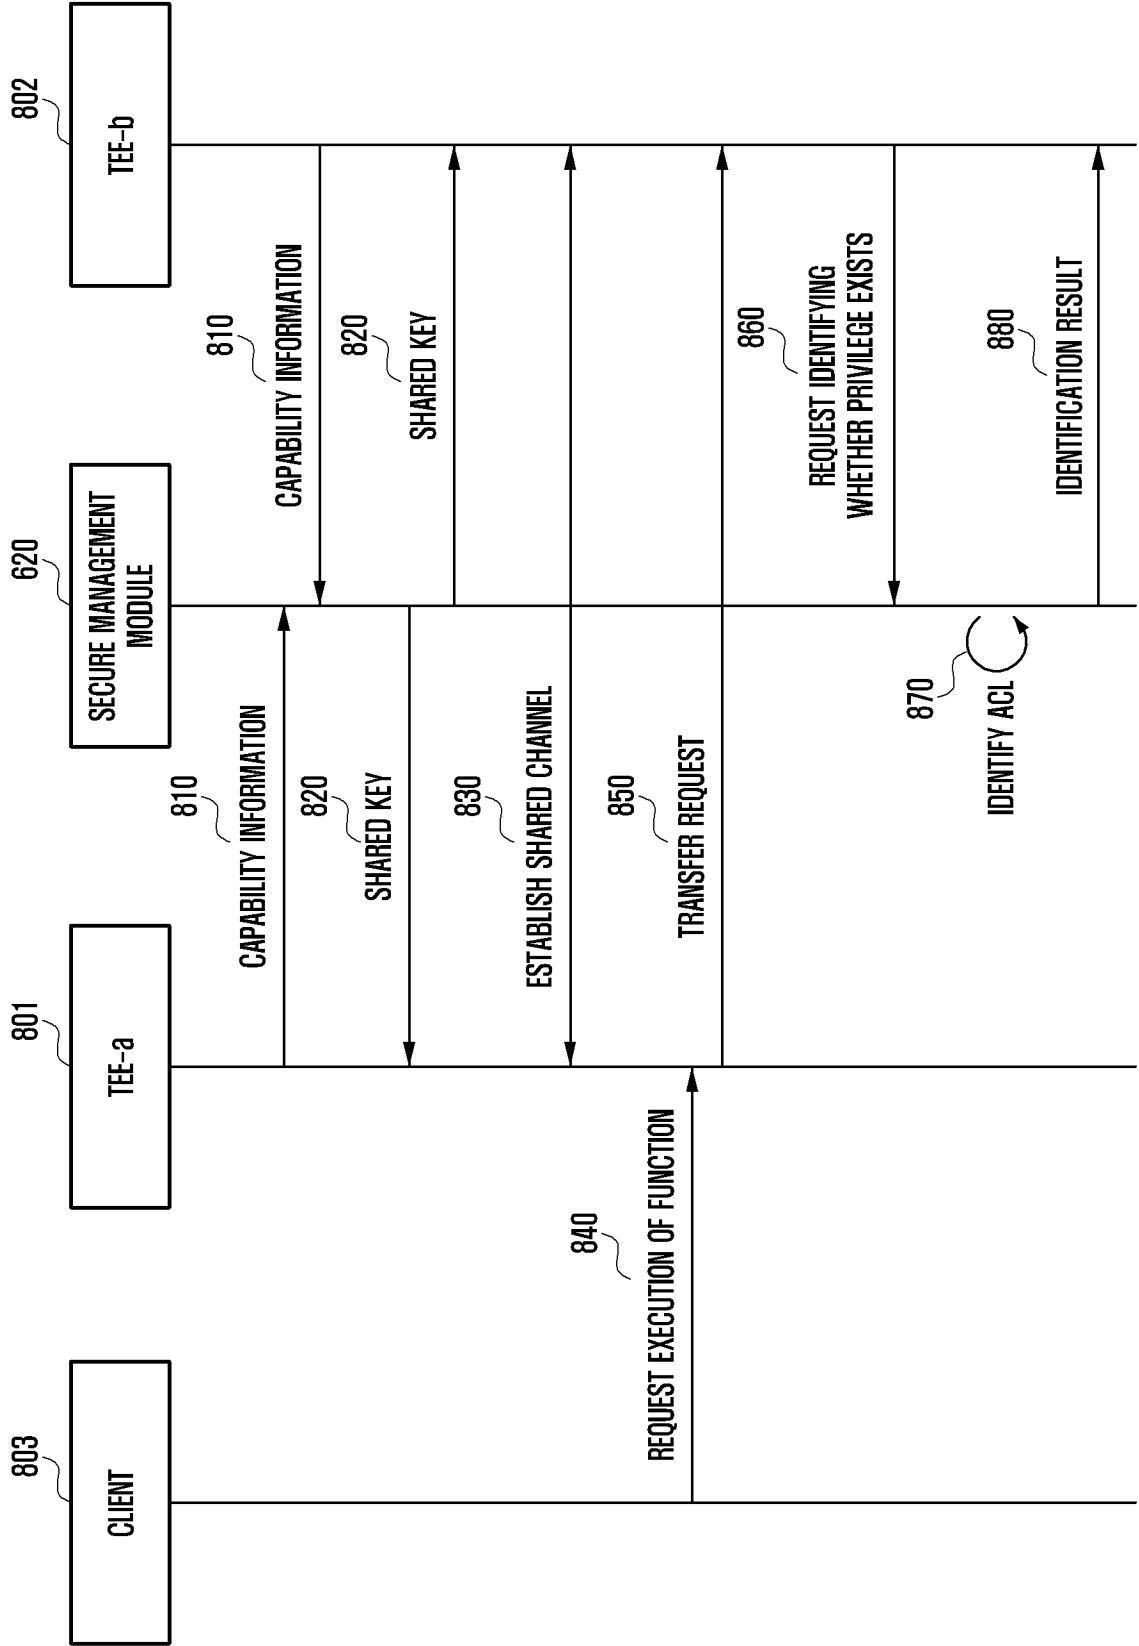 803
CLIENT
801
TEE-a
620
SECURE MANAGEMENT
MODULE
802
TEE-b
810
CAPABILITY INFORMATION
810
CAPABILITY INFORMATION
820
SHARED KEY
820
SHARED KEY
830
ESTABLISH SHARED CHANNEL
840
REQUEST EXECUTION OF FUNCTION
850
TRANSFER REQUEST
860
REQUEST IDENTIFYING
WHETHER PRIVILEGE EXISTS
870
IDENTIFY ACL
880
IDENTIFICATION RESULT